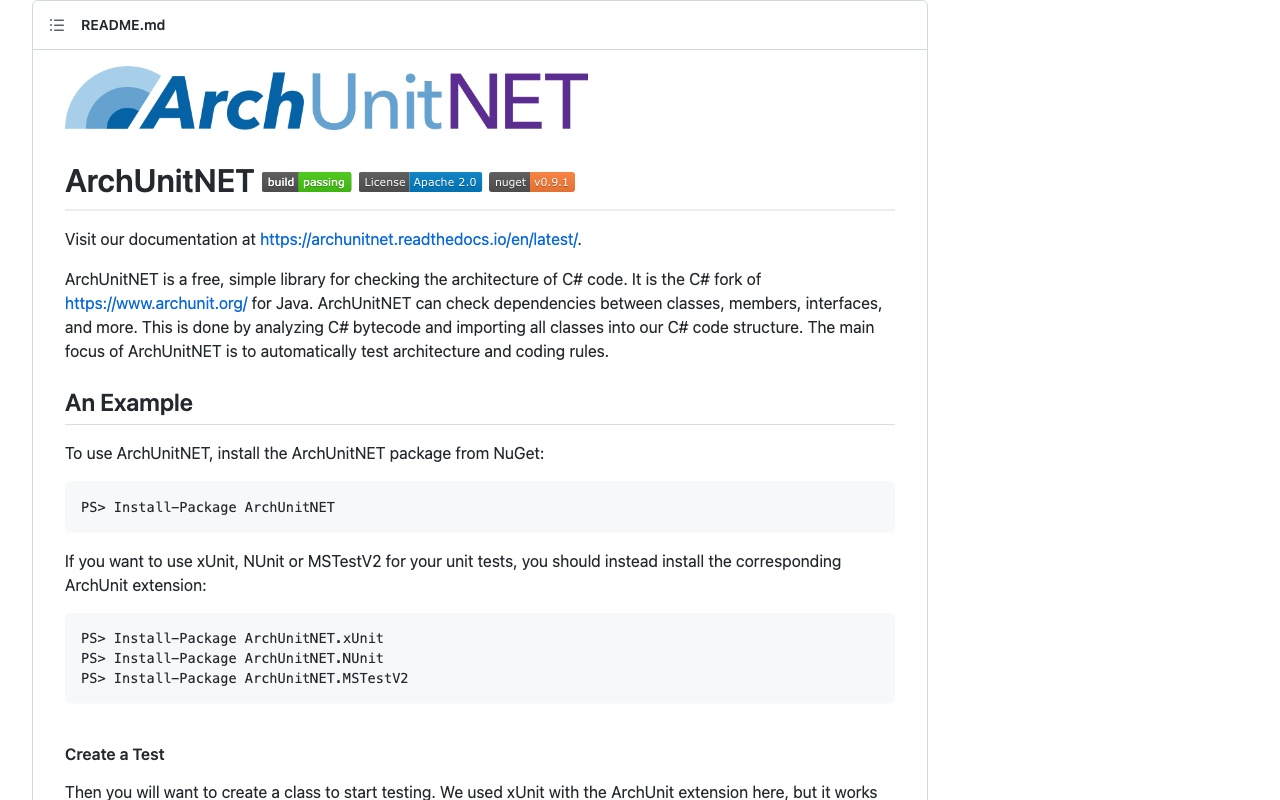 README.md
ArchUnitNET
ArchUnitNET build passing License Apache 2.0 nuget v0.9.1
Visit our documentation at https://archunitnet.readthedocs.io/en/latest/.
ArchUnitNET is a free, simple library for checking the architecture of C# code. It is the C# fork of
https://www.archunit.org/ for Java. ArchUnitNET can check dependencies between classes, members, interfaces,
and more. This is done by analyzing C# bytecode and importing all classes into our C# code structure. The main
focus of ArchUnitNET is to automatically test architecture and coding rules.
An Example
To use ArchUnitNET, install the ArchUnitNET package from NuGet:
PS> Install-Package ArchUnitNET
If you want to use xUnit, NUnit or MSTestV2 for your unit tests, you should instead install the corresponding
ArchUnit extension:
PS> Install-Package ArchUnitNET.xUnit
PS> Install-Package ArchUnitNET.NUnit
PS> Install-Package ArchUnitNET.MSTestV2
Create a Test
Then you will want to create a class to start testing. We used xUnit with the ArchUnit extension here, but it works